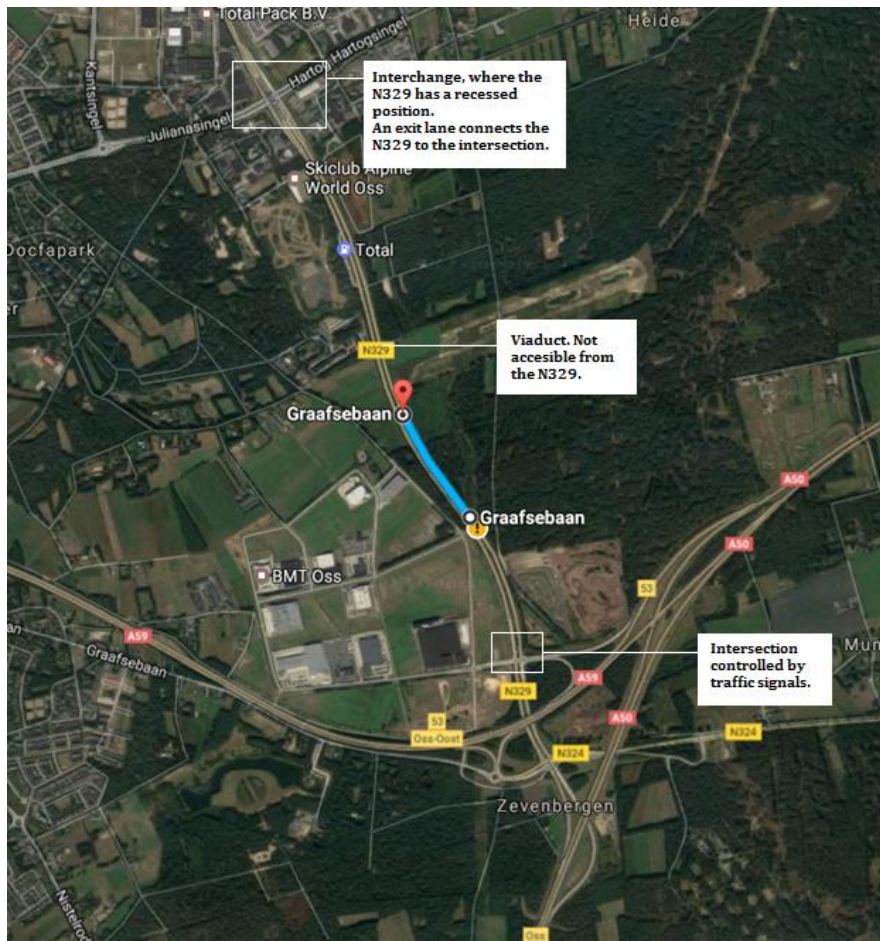 Total Pack B.V.
Heide
Kantsingel
Hartog Hartogsingel
Interchange, where the
N329 has a recessed
position.
An exit lane connects the
N329 to the intersection.
Julianasingel
Skiclub Alpine
World Oss
Docfapark
Total
er
N329
Viaduct. Not
accesible from
the N329.
Graafsebaan
A50
Graafsebaan
A50
BMT Oss
53
A59
Graafsebaan
Intersection
controlled by
traffic signals.
Mun
A59
N329
53
Oss-Oost
A50
N324
N324
Zevenbergen
Nistelrod
Oss